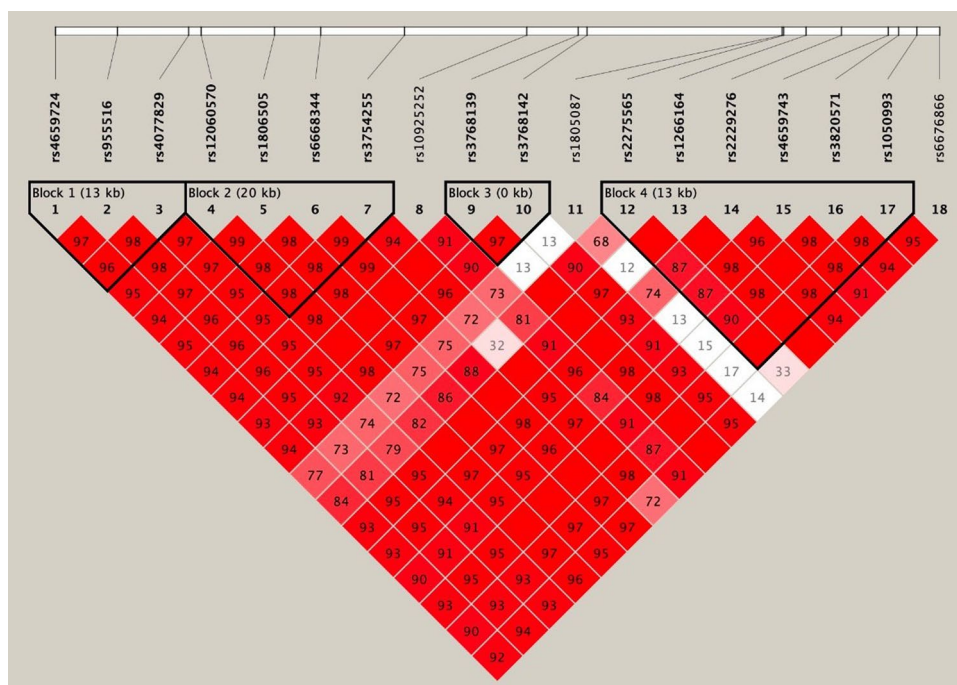 rs4659724
rs955516
rs4077829
rs12060570
rs1806505
rs6668344
rs3754255
rs10925252
rs3768139
rs3768142
rs1805087
rs2275565
rs1266164
rs2229276
rs4659743
rs3820571
rs1050993
rs6676866
Block 1 (13 kb) Block 2 (20 kb) Block 3 (0 kb) Block 4 (13 kb)
1 2 3 4 5 6 7 8 9 10 11 12 13 14 15 16 17 18
97 98 97 99 98 99 94 91 97 13 68 96 98 98 95
96 98 97 98 98 99 90 13 90 12 87 98 98 94
95 97 95 98 98 96 73 97 74 87 98 98 91
94 96 95 98 97 72 81 93 13 90 94
95 96 95 75 32 91 91 15
94 96 97 98 75 88 96 98 93 17 33
94 95 92 72 86 84 98 95 14
93 93 74 82 98 97 91 95
94 73 79 97 96 87
77 81 95 97 95 98 91
84 95 94 95 97 72
93 95 91 97 97
93 91 95 97 95
90 95 93 96
93 93 93
90 94
92